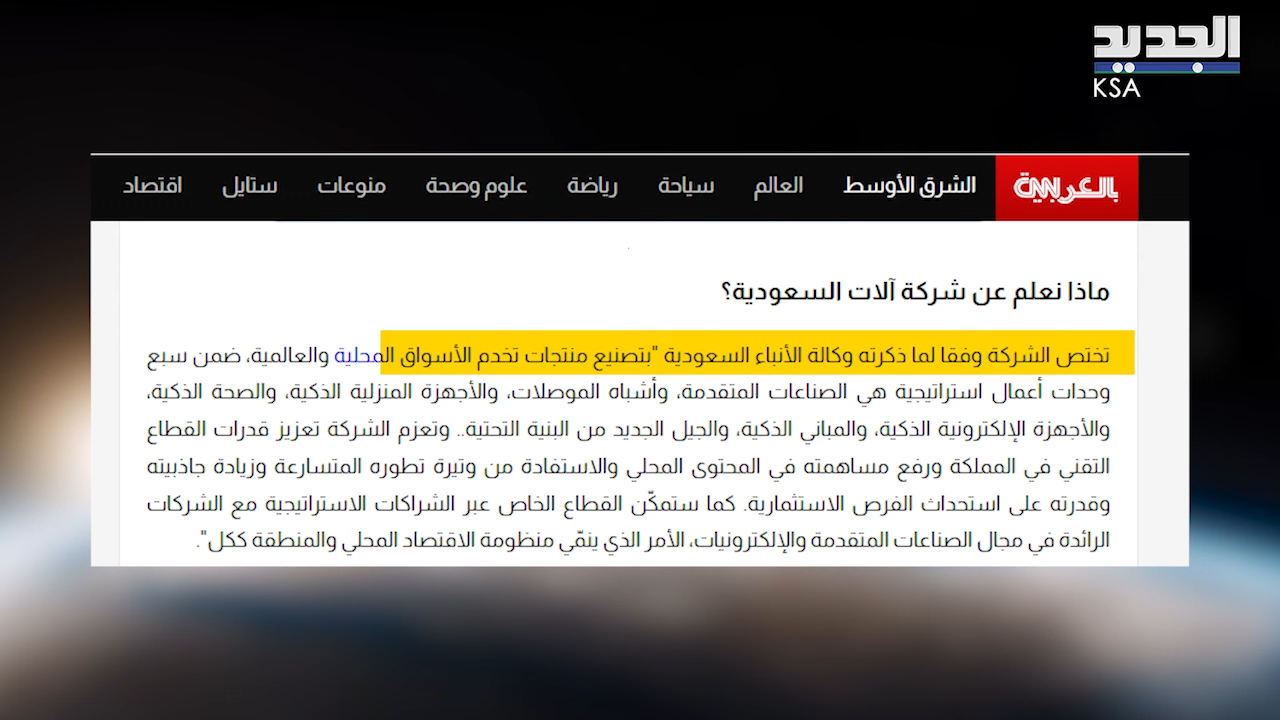 الجديد
KSA
بالعربية الشرق الأوسط العالم سياحة رياضة علوم وصحة منوعات ستايل اقتصاد
ماذا نعلم عن شركة آلات السعودية؟
تختص الشركة وفقا لما ذكرته وكالة الأنباء السعودية "بتصنيع منتجات تخدم الأسواق المحلية والعالمية، ضمن سبع
وحدات أعمال استراتيجية هي الصناعات المتقدمة، وأشباه الموصلات، والأجهزة المنزلية الذكية، والصحة الذكية،
والأجهزة الإلكترونية الذكية، والمباني الذكية، والجيل الجديد من البنية التحتية.. وتعزم الشركة تعزيز قدرات القطاع
التقني في المملكة ورفع مساهمته في المحتوى المحلي والاستفادة من وتيرة تطوره المتسارعة وزيادة جاذبيته
وقدرته على استحداث الفرص الاستثمارية. كما ستمكّن القطاع الخاص عبر الشراكات الاستراتيجية مع الشركات
الرائدة في مجال الصناعات المتقدمة والإلكترونيات، الأمر الذي ينمّي منظومة الاقتصاد المحلي والمنطقة ككل".